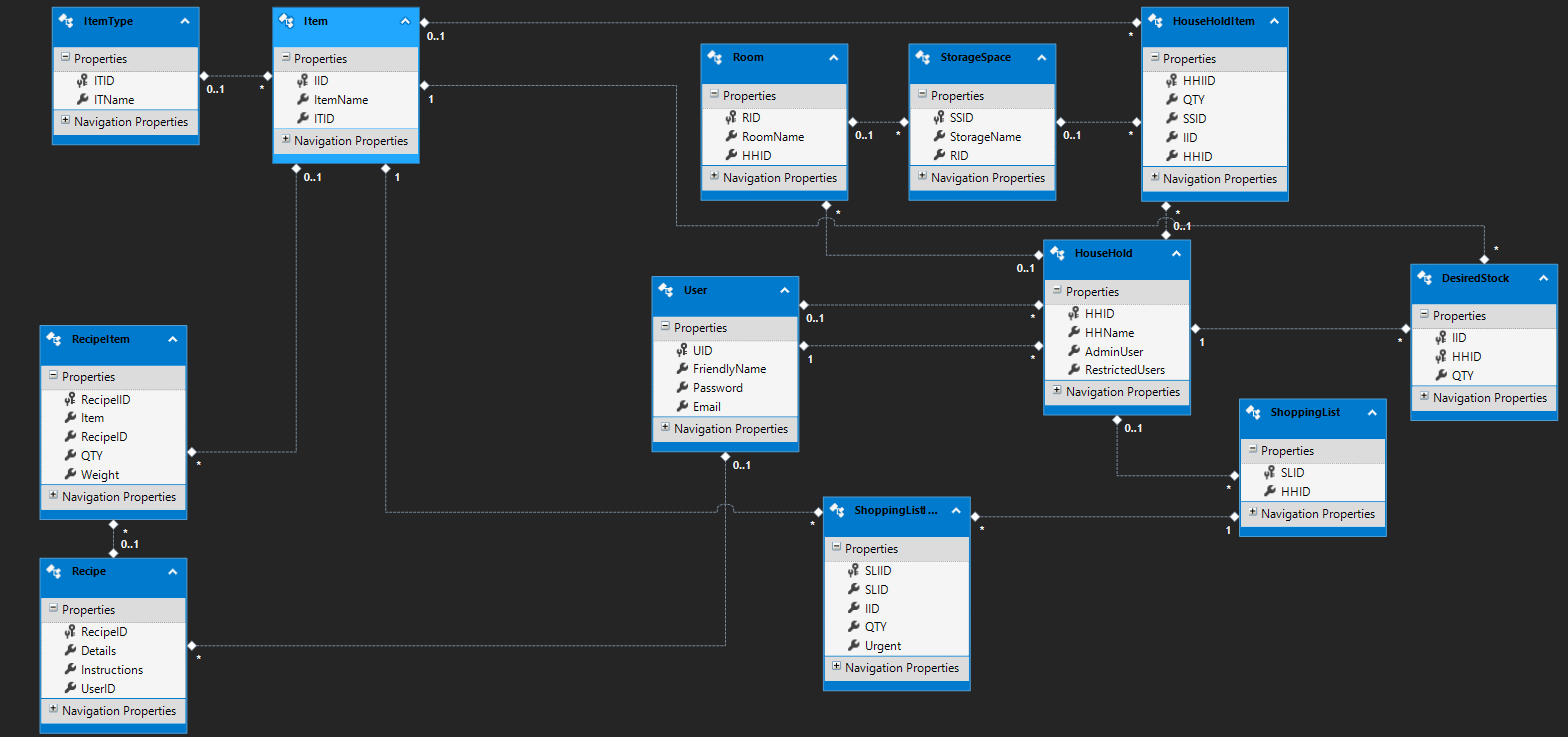 ItemType
Properties
ITID
ITName
Navigation Properties
0..1
*
Item
Properties
IID
ItemName
ITID
Navigation Properties
0..1
*
1
0..1
1
Room
Properties
RID
RoomName
HHID
Navigation Properties
0..1
*
*
StorageSpace
Properties
SSID
StorageName
RID
Navigation Properties
0..1
*
HouseHoldItem
Properties
HHIID
QTY
SSID
IID
HHID
Navigation Properties
*
0..1
0..1
HouseHold
Properties
HHID
HHName
AdminUser
RestrictedUsers
Navigation Properties
1
*
0..1
*
DesiredStock
Properties
IID
HHID
QTY
Navigation Properties
User
Properties
UID
FriendlyName
Password
Email
Navigation Properties
0..1
*
1
*
0..1
RecipeItem
Properties
RecipeIID
Item
RecipeID
QTY
Weight
Navigation Properties
*
*
0..1
Recipe
Properties
RecipeID
Details
Instructions
UserID
Navigation Properties
*
ShoppingListI...
Properties
SLIID
SLID
IID
QTY
Urgent
Navigation Properties
*
*
1
ShoppingList
Properties
SLID
HHID
Navigation Properties
*